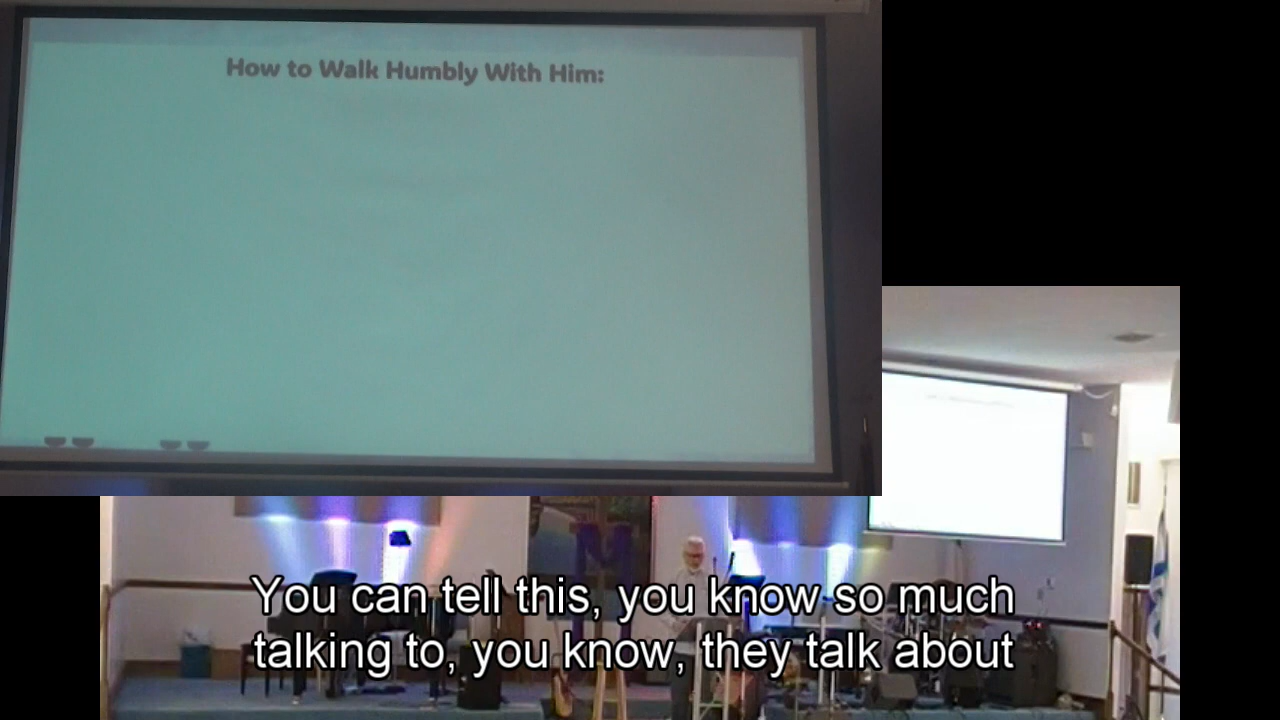 How to Walk Humbly With Him:
You can tell this, you know so much
talking to, you know, they talk about